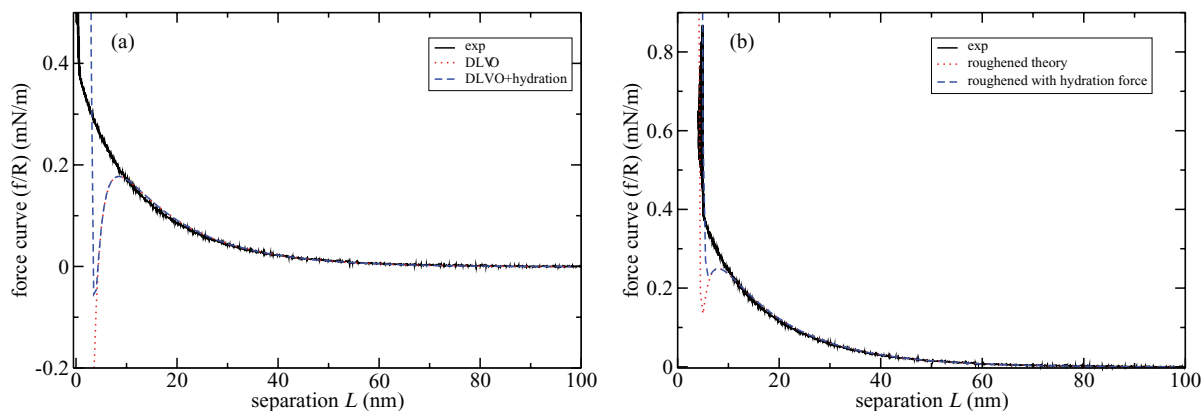 (a)
exp
DLVO
DLVO+hydration
0.4
0.2
0
-0.2
force curve (f/R) (mN/m)
0 20 40 60 80 100
separation L (nm)
(b)
exp
roughened theory
roughened with hydration force
0.8
0.6
0.4
0.2
0
force curve (f/R) (mN/m)
0 20 40 60 80 100
separation L (nm)